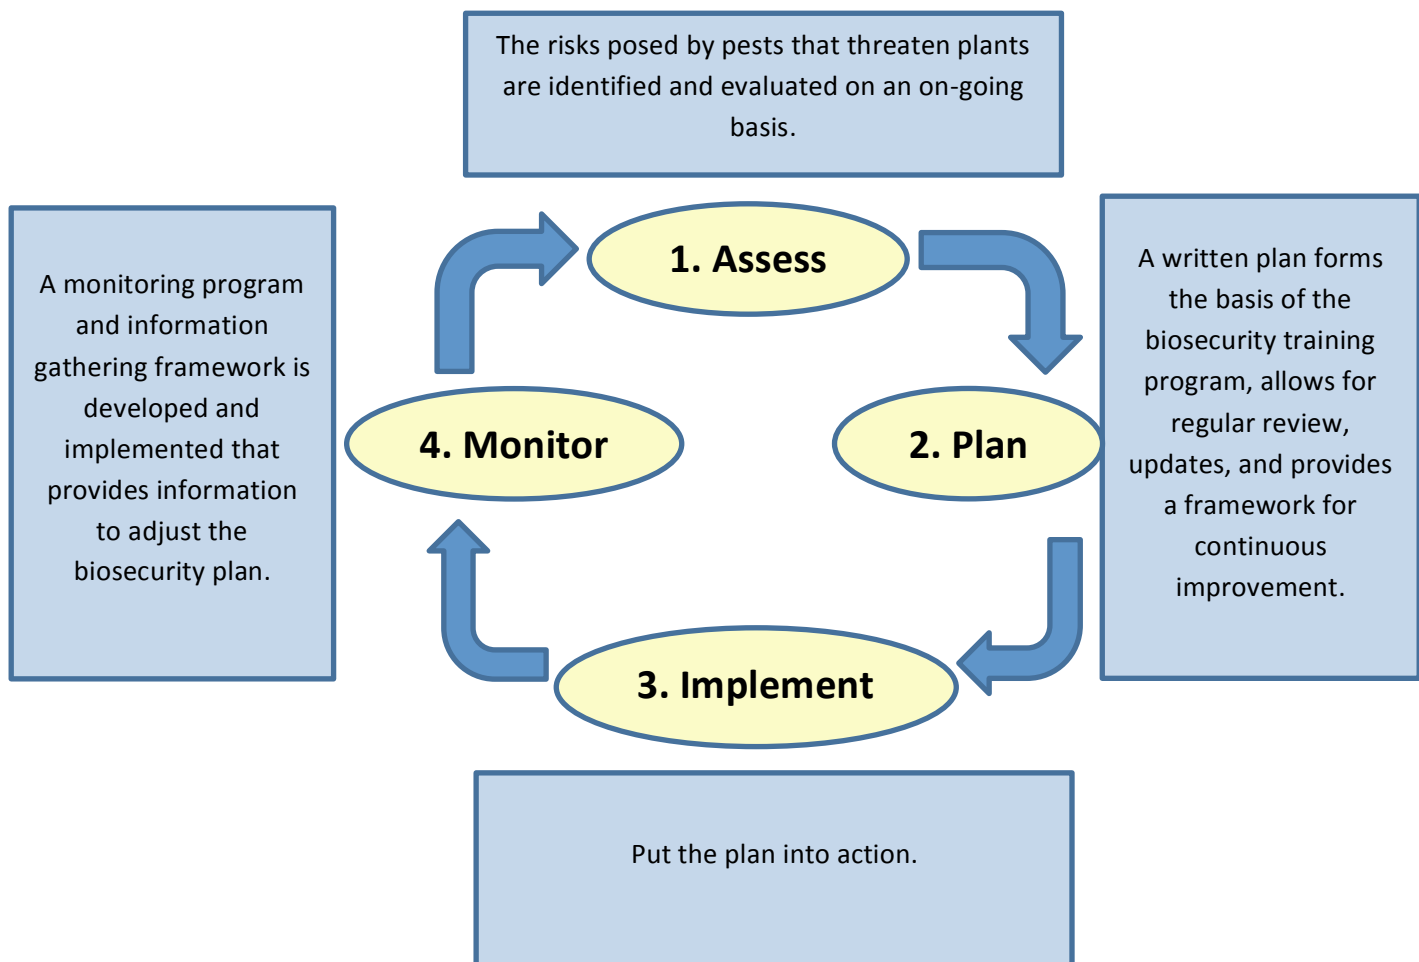 The risks posed by pests that threaten plants
are identified and evaluated on an on-going
basis.
1. Assess
A written plan forms
the basis of the
biosecurity training
program, allows for
regular review,
updates, and provides
a framework for
continuous
improvement.
2. Plan
3. Implement
Put the plan into action.
4. Monitor
A monitoring program
and information
gathering framework is
developed and
implemented that
provides information
to adjust the
biosecurity plan.